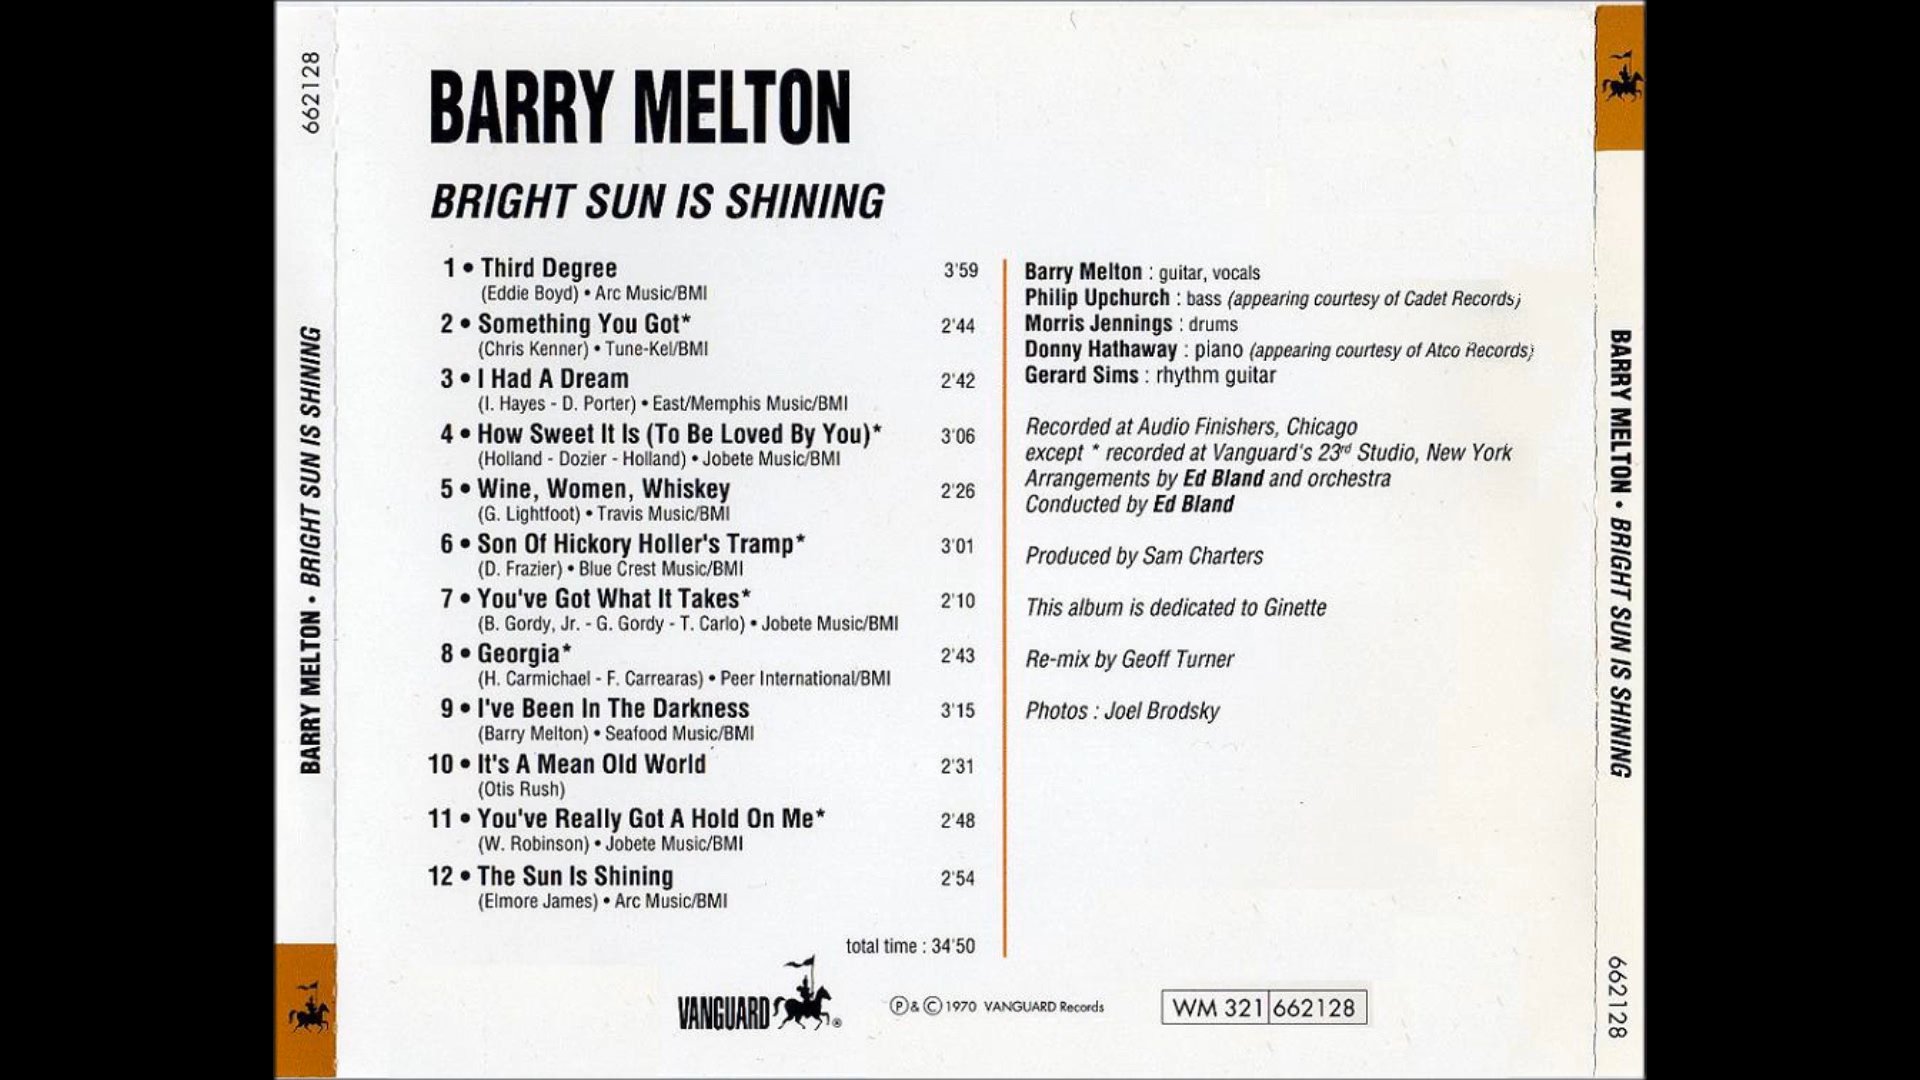 662128
BARRY MELTON • BRIGHT SUN IS SHINING
BARRY MELTON
BRIGHT SUN IS SHINING
1 • Third Degree 3'59
(Eddie Boyd) • Arc Music/BMI
2 • Something You Got* 2'44
(Chris Kenner) • Tune-Kel/BMI
3 • I Had A Dream 2'42
(I. Hayes - D. Porter) • East/Memphis Music/BMI
4 • How Sweet It Is (To Be Loved By You)* 3'06
(Holland - Dozier - Holland) • Jobete Music/BMI
5 • Wine, Women, Whiskey 2'26
(G. Lightfoot) • Travis Music/BMI
6 • Son Of Hickory Holler's Tramp* 3'01
(D. Frazier) • Blue Crest Music/BMI
7 • You've Got What It Takes* 2'10
(B. Gordy, Jr. - G. Gordy - T. Carlo) • Jobete Music/BMI
8 • Georgia* 2'43
(H. Carmichael - F. Carrearas) • Peer International/BMI
9 • I've Been In The Darkness 3'15
(Barry Melton) • Seafood Music/BMI
10 • It's A Mean Old World 2'31
(Otis Rush)
11 • You've Really Got A Hold On Me* 2'48
(W. Robinson) • Jobete Music/BMI
12 • The Sun Is Shining 2'54
(Elmore James) • Arc Music/BMI
total time : 34'50
Barry Melton : guitar, vocals
Philip Upchurch : bass (appearing courtesy of Cadet Records)
Morris Jennings : drums
Donny Hathaway : piano (appearing courtesy of Atco Records)
Gerard Sims : rhythm guitar
Recorded at Audio Finishers, Chicago
except * recorded at Vanguard's 23rd Studio, New York
Arrangements by Ed Bland and orchestra
Conducted by Ed Bland
Produced by Sam Charters
This album is dedicated to Ginette
Re-mix by Geoff Turner
Photos : Joel Brodsky
VANGUARD ®
℗ & © 1970 VANGUARD Records
WM 321 662128
BARRY MELTON • BRIGHT SUN IS SHINING
662128